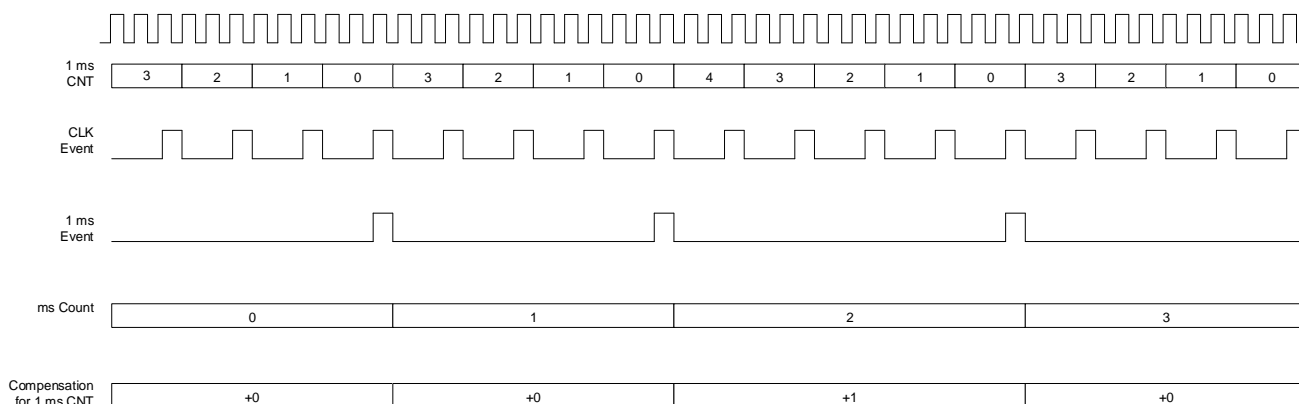 1 ms
CNT
3 2 1 0 3 2 1 0 4 3 2 1 0 3 2 1 0
CLK
Event
1 ms
Event
ms Count
0 1 2 3
Compensation
for 1 ms CNT
+0 +0 +1 +0